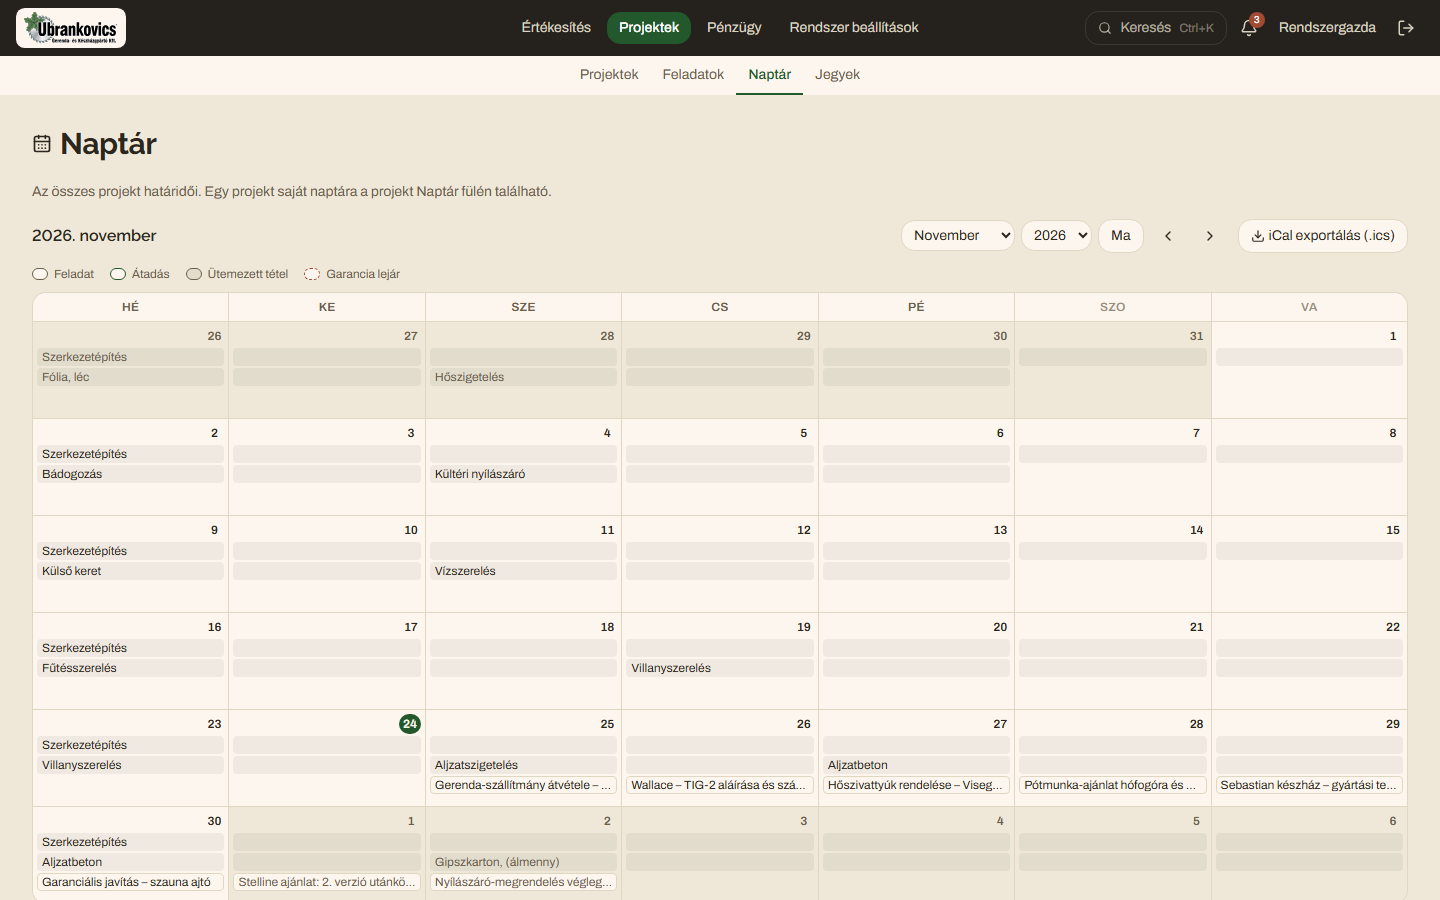 Ubrankovics
Gerenda- és Készházgyártó Kft.
Értékesítés
Projektek
Pénzügy
Rendszer beállítások
Keresés Ctrl+K
3
Rendszergazda
Projektek
Feladatok
Naptár
Jegyek
Naptár
Az összes projekt határidői. Egy projekt saját naptára a projekt Naptár fülén található.
2026. november
November
2026
Ma
iCal exportálás (.ics)
Feladat
Átadás
Ütemezett tétel
Garancia lejár
HÉ KE SZE CS PÉ SZO VA
26 27 28 29 30 31 1
Szerkezetépítés
Fólia, léc Hőszigetelés
2 3 4 5 6 7 8
Szerkezetépítés
Bádogozás Kültéri nyílászáró
9 10 11 12 13 14 15
Szerkezetépítés
Külső keret Vízszerelés
16 17 18 19 20 21 22
Szerkezetépítés
Fűtésszerelés Villanyszerelés
23 24 25 26 27 28 29
Szerkezetépítés
Villanyszerelés Aljzatszigetelés Aljzatbeton
Gerenda-szállítmány átvétele – ... Wallace – TIG-2 aláírása és szá... Hőszivattyúk rendelése – Viseg... Pótmunka-ajánlat hófogóra és ... Sebastian készház – gyártási te...
30 1 2 3 4 5 6
Szerkezetépítés
Aljzatbeton Gipszkarton, (álmenny)
Garanciális javítás – szauna ajtó Stelline ajánlat: 2. verzió utánkö... Nyílászáró-megrendelés végleg...